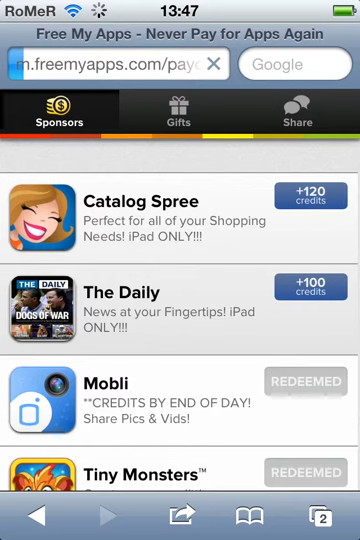 RoMeR 13:47
Free My Apps - Never Pay for Apps Again
m.freemyapps.com/payo
Google
Sponsors Gifts Share
Catalog Spree
+120 credits
Perfect for all of your Shopping
Needs! iPad ONLY!!!
THE DAILY
DOGS OF WAR
The Daily
+100 credits
News at your Fingertips! iPad
ONLY!!!
Mobli
REDEEMED
**CREDITS BY END OF DAY!
Share Pics & Vids!
Tiny Monsters™
REDEEMED
2